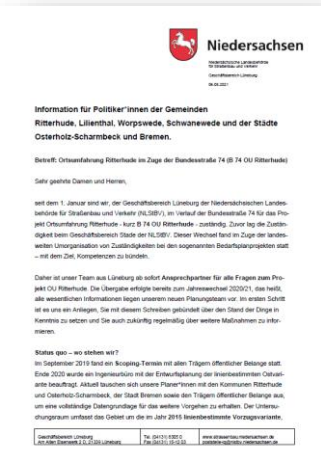 Niedersachsen
Niedersächsische Landesbehörde
für Straßenbau und Verkehr
Geschäftsbereich Lüneburg
Information für Politiker*innen der Gemeinden
Ritterhude, Lilienthal, Worpswede, Schwanewede und der Städte
Osterholz-Scharmbeck und Bremen.
Betreff: Ortsumfahrung Ritterhude im Zuge der Bundesstraße 74 (B 74 OU Ritterhude)
Sehr geehrte Damen und Herren,
seit dem 1. Januar sind wir, der Geschäftsbereich Lüneburg der Niedersächsischen Landes-
behörde für Straßenbau und Verkehr (NLStBV), im Verlauf der Bundesstraße 74 für das Pro-
jekt Ortsumfahrung Ritterhude - kurz B 74 OU Ritterhude - zuständig. Zuvor lag die Zustän-
digkeit beim Geschäftsbereich Stade der NLStBV. Dieser Wechsel fand im Zuge der landes-
weiten Umorganisation von Zuständigkeiten bei den sogenannten Bedarfsplanprojekten statt
– mit dem Ziel, Kompetenzen zu bündeln.
Daher ist unser Team aus Lüneburg ab sofort Ansprechpartner für alle Fragen zum Pro-
jekt OU Ritterhude. Die Übergabe erfolgte bereits zum Jahreswechsel 2020/21, das heißt,
alle wesentlichen Informationen liegen unserem neuen Planungsteam vor. Im ersten Schritt
ist es uns ein Anliegen, Sie mit diesem Schreiben gebündelt über den Stand der Dinge in
Kenntnis zu setzen und Sie auch zukünftig regelmäßig über weitere Maßnahmen zu infor-
mieren.
Status quo – wo stehen wir?
Im September 2019 fand ein Scoping-Termin mit allen Trägern öffentlicher Belange statt.
Ende 2020 wurde ein Ingenieurbüro mit der Entwurfsplanung der linienbestimmten Ostvari-
ante beauftragt. Aktuell tauschen sich unsere Planer*innen mit den Kommunen Ritterhude
und Osterholz-Scharmbeck, der Stadt Bremen sowie den Trägern öffentlicher Belange aus,
um eine vollständige Datengrundlage für das weitere Vorgehen zu erhalten. Der Untersu-
chungsraum umfasst das Gebiet um die im Jahr 2015 linienbestimmte Vorzugsvariante,
Geschäftsbereich Lüneburg